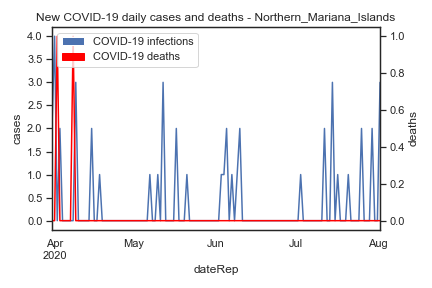 New COVID-19 daily cases and deaths - Northern_Mariana_Islands
COVID-19 infections
COVID-19 deaths
4.0
3.5
3.0
2.5
2.0
1.5
1.0
0.5
0.0
cases
1.0
0.8
0.6
0.4
0.2
0.0
deaths
Apr May Jun Jul Aug
2020
dateRep